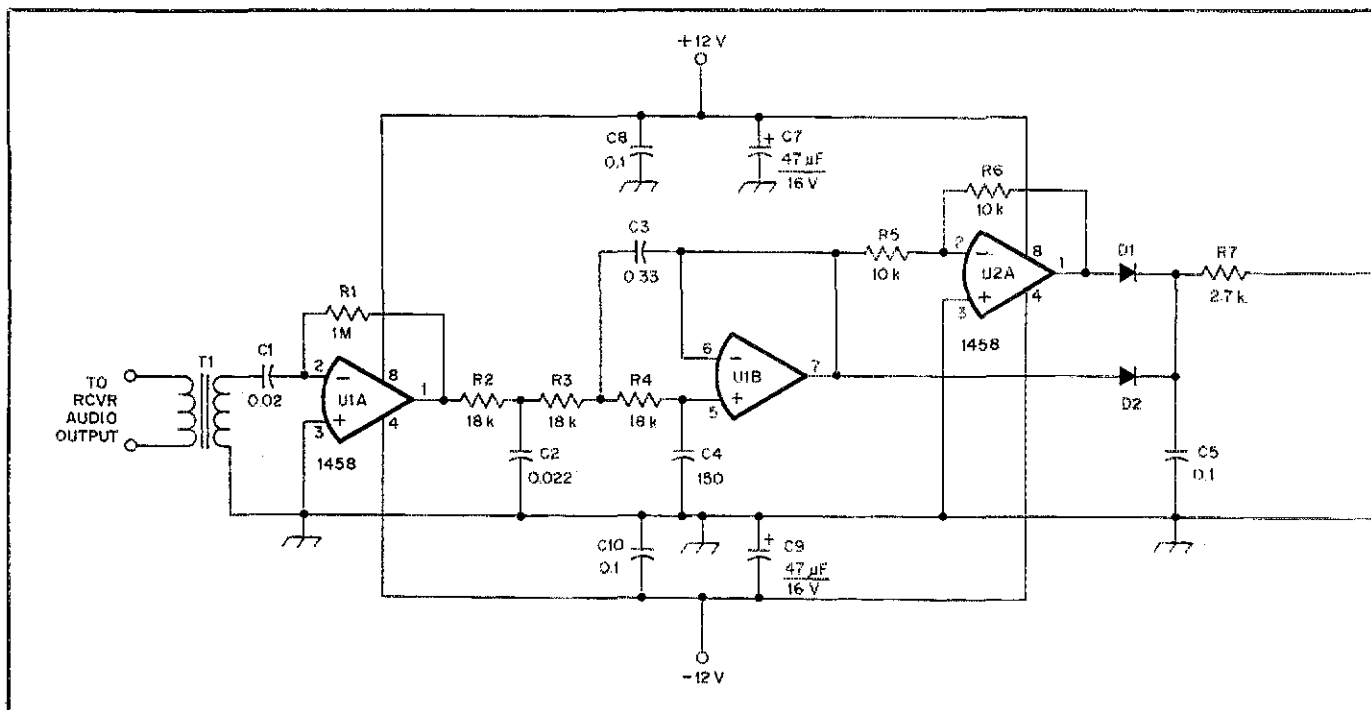 +12 V
C8
0.1
C7
+
47 µF
16 V
R6
10 k
C3
0.33
R5
10 k
2
-
8
U2A
1
+
3
4
1458
D1
R7
2.7 k
R1
1M
T1
C1
0.02
TO
RCVR
AUDIO
OUTPUT
2
-
8
U1A
1
+
3
4
1458
R2
18 k
R3
18 k
R4
18 k
6
-
U1B
7
+
5
D2
C2
0.022
C4
150
C5
0.1
C10
0.1
C9
+
47 µF
16 V
-12 V